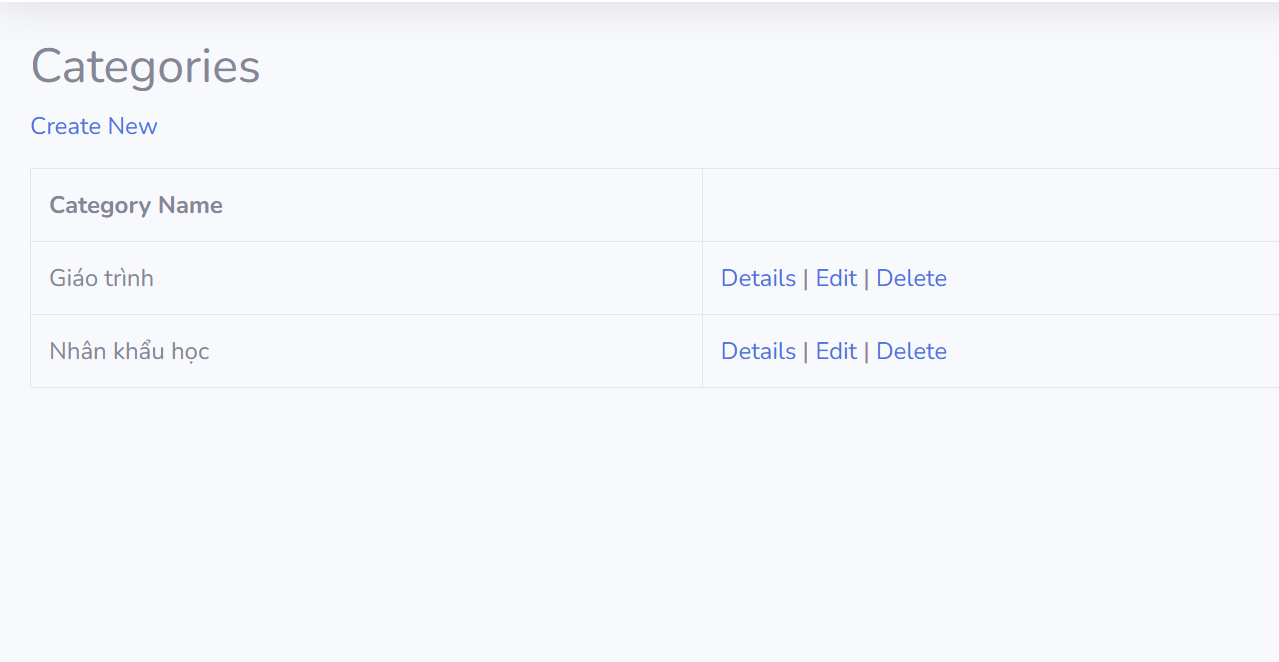 Categories
Create New
Category Name
Giáo trình Details | Edit | Delete
Nhân khẩu học Details | Edit | Delete